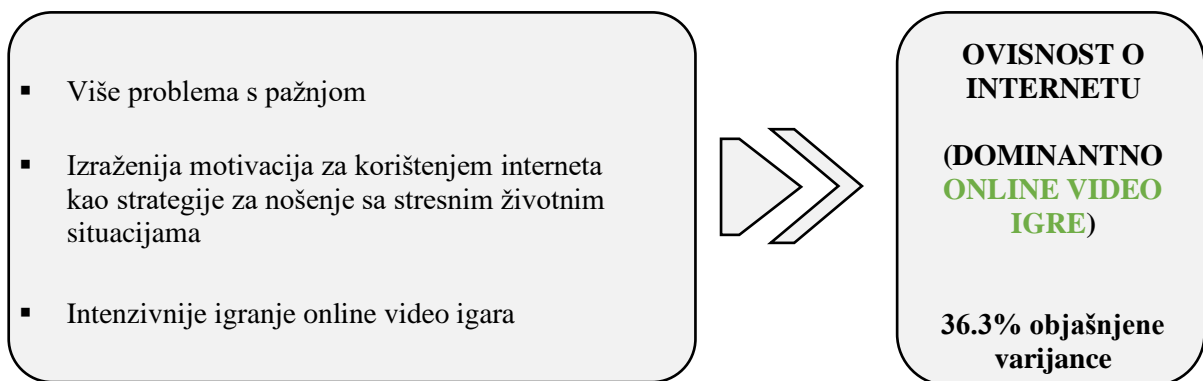 ▪ Više problema s pažnjom
▪ Izraženija motivacija za korištenjem interneta
kao strategije za nošenje sa stresnim životnim
situacijama
▪ Intenzivnije igranje online video igara
OVISNOST O
INTERNETU
(DOMINANTNO
ONLINE VIDEO
IGRE)
36.3% objašnjene
varijance